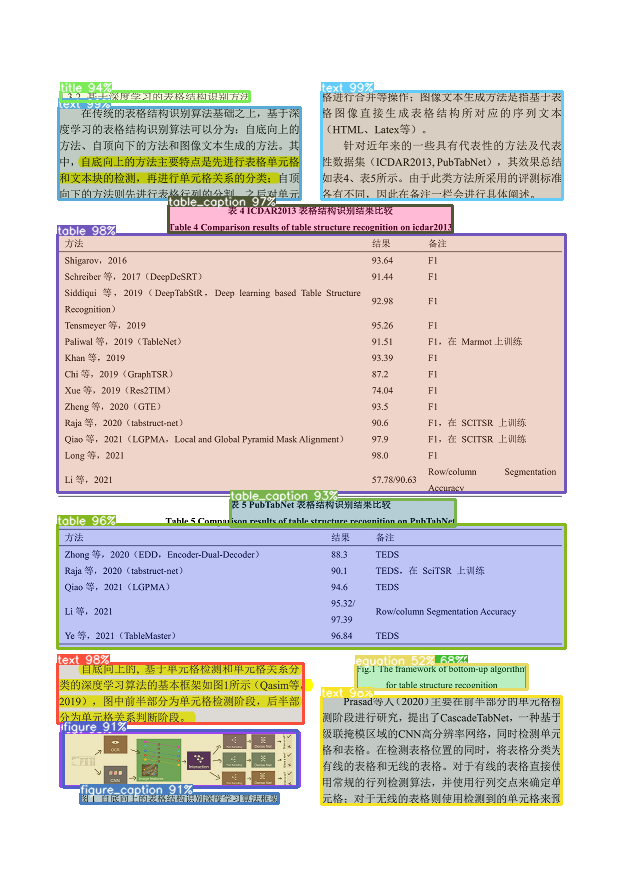 title 94%
1.3.2 基于深度学习的表格结构识别方法
text 99%
在传统的表格结构识别算法基础之上，基于深
度学习的表格结构识别算法可以分为：自底向上的
方法、自顶向下的方法和图像文本生成的方法。其
中，自底向上的方法主要特点是先进行表格单元格
和文本块的检测，再进行单元格关系的分类；自顶
向下的方法则先进行表格行列的分割，之后对单元
text 99%
格进行合并等操作；图像文本生成方法是指基于表
格图像直接生成表格结构所对应的序列文本
（HTML、Latex等）。
针对近年来的一些具有代表性的方法及代表
性数据集（ICDAR2013, PubTabNet），其效果总结
如表4、表5所示。由于此类方法所采用的评测标准
各有不同，因此在备注一栏会进行具体阐述。
table_caption 97%
表 4 ICDAR2013 表格结构识别结果比较
Table 4 Comparison results of table structure recognition on icdar2013
table 98%
方法 结果 备注
Shigarov, 2016 93.64 F1
Schreiber 等，2017（DeepDeSRT） 91.44 F1
Siddiqui 等，2019（DeepTabStR，Deep learning based Table Structure
Recognition） 92.98 F1
Tensmeyer 等，2019 95.26 F1
Paliwal 等，2019（TableNet） 91.51 F1，在 Marmot 上训练
Khan 等，2019 93.39 F1
Chi 等，2019（GraphTSR） 87.2 F1
Xue 等，2019（Res2TIM） 74.04 F1
Zheng 等，2020（GTE） 93.5 F1
Raja 等，2020（tabstruct-net） 90.6 F1，在 SCITSR 上训练
Qiao 等，2021（LGPMA，Local and Global Pyramid Mask Alignment） 97.9 F1，在 SCITSR 上训练
Long 等，2021 98.0 F1
Li 等，2021 57.78/90.63 Row/column Segmentation
Accuracy
table_caption 93%
表 5 PubTabNet 表格结构识别结果比较
Table 5 Comparison results of table structure recognition on PubTabNet
table 96%
方法 结果 备注
Zhong 等，2020（EDD，Encoder-Dual-Decoder） 88.3 TEDS
Raja 等，2020（tabstruct-net） 90.1 TEDS，在 SciTSR 上训练
Qiao 等，2021（LGPMA） 94.6 TEDS
Li 等，2021 95.32/
97.39 Row/column Segmentation Accuracy
Ye 等，2021（TableMaster） 96.84 TEDS
text 98%
自底向上的，基于单元格检测和单元格关系分
类的深度学习算法的基本框架如图1所示（Qasim等，
2019），图中前半部分为单元格检测阶段，后半部
分为单元格关系判断阶段。
figure 91%
OCR
CNN
figure_caption 91%
图1 自底向上的表格结构识别深度学习算法框架
equation 52% 68%
Fig.1 The framework of bottom-up algorithm
for table structure recognition
text 98%
Prasad等人（2020）主要在前半部分的单元格检
测阶段进行研究，提出了CascadeTabNet，一种基于
级联掩模区域的CNN高分辨率网络，同时检测单元
格和表格。在检测表格位置的同时，将表格分类为
有线的表格和无线的表格。对于有线的表格直接使
用常规的行列检测算法，并使用行列交点来确定单
元格；对于无线的表格则使用检测到的单元格来预